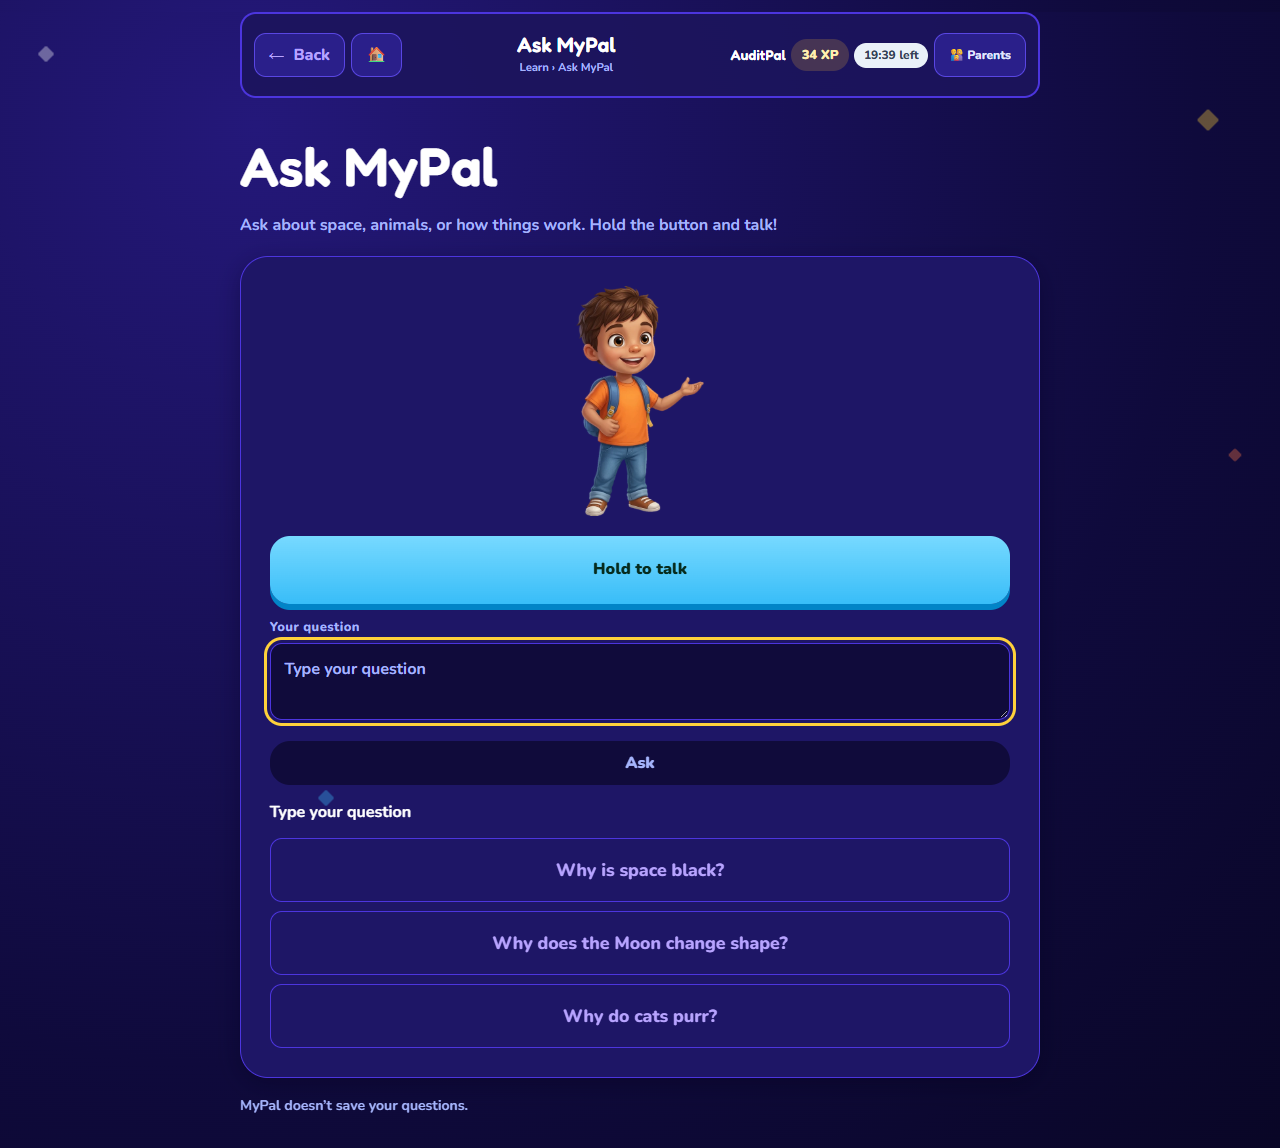 ← Back
Ask MyPal
Learn › Ask MyPal
AuditPal
34 XP
19:39 left
Parents
Ask MyPal
Ask about space, animals, or how things work. Hold the button and talk!
Hold to talk
Your question
Type your question
Ask
Type your question
Why is space black?
Why does the Moon change shape?
Why do cats purr?
MyPal doesn’t save your questions.